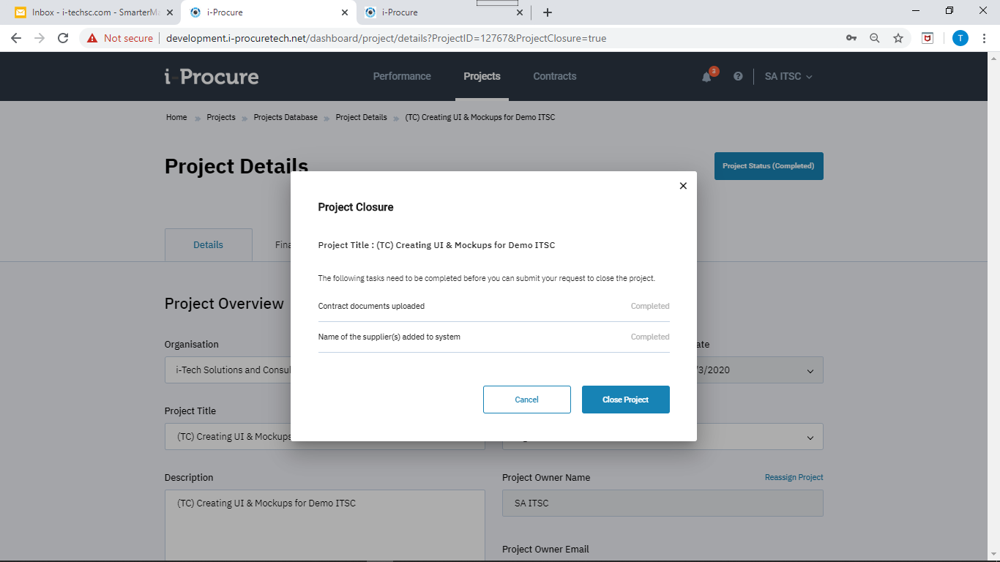 Inbox - i-techsc.com - SmarterMa
i-Procure
i-Procure
Not secure
development.i-procuretech.net/dashboard/project/details?ProjectID=12767&ProjectClosure=true
T
i-Procure
Performance
Projects
Contracts
3
SA ITSC
Home
Projects
Projects Database
Project Details
(TC) Creating UI & Mockups for Demo ITSC
Project Details
Project Status (Completed)
Details
Fina
Project Closure
Project Title : (TC) Creating UI & Mockups for Demo ITSC
The following tasks need to be completed before you can submit your request to close the project.
Contract documents uploaded
Completed
Name of the supplier(s) added to system
Completed
Cancel
Close Project
Project Overview
Organisation
ate
i-Tech Solutions and Consul
/3/2020
Project Title
(TC) Creating UI & Mockups
Description
Project Owner Name
Reassign Project
(TC) Creating UI & Mockups for Demo ITSC
SA ITSC
Project Owner Email